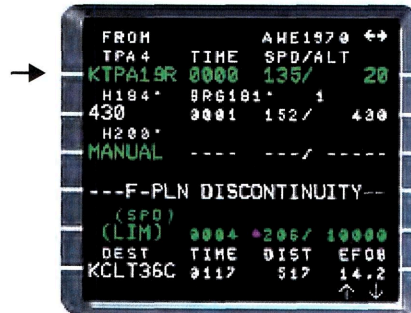 FROM AWE1970 ↔
TPA4 TIME SPD/ALT
KTPA19R 0000 135/ 20
H184° BRG181° 1
430 0001 152/ 430
H200°
MANUAL ---- ---/ -----
---F-PLN DISCONTINUITY--
(SPD)
(LIM) 0004 *206/ 10000
DEST TIME DIST EFOB
KCLT36C 0117 517 14.2
↑ ↓